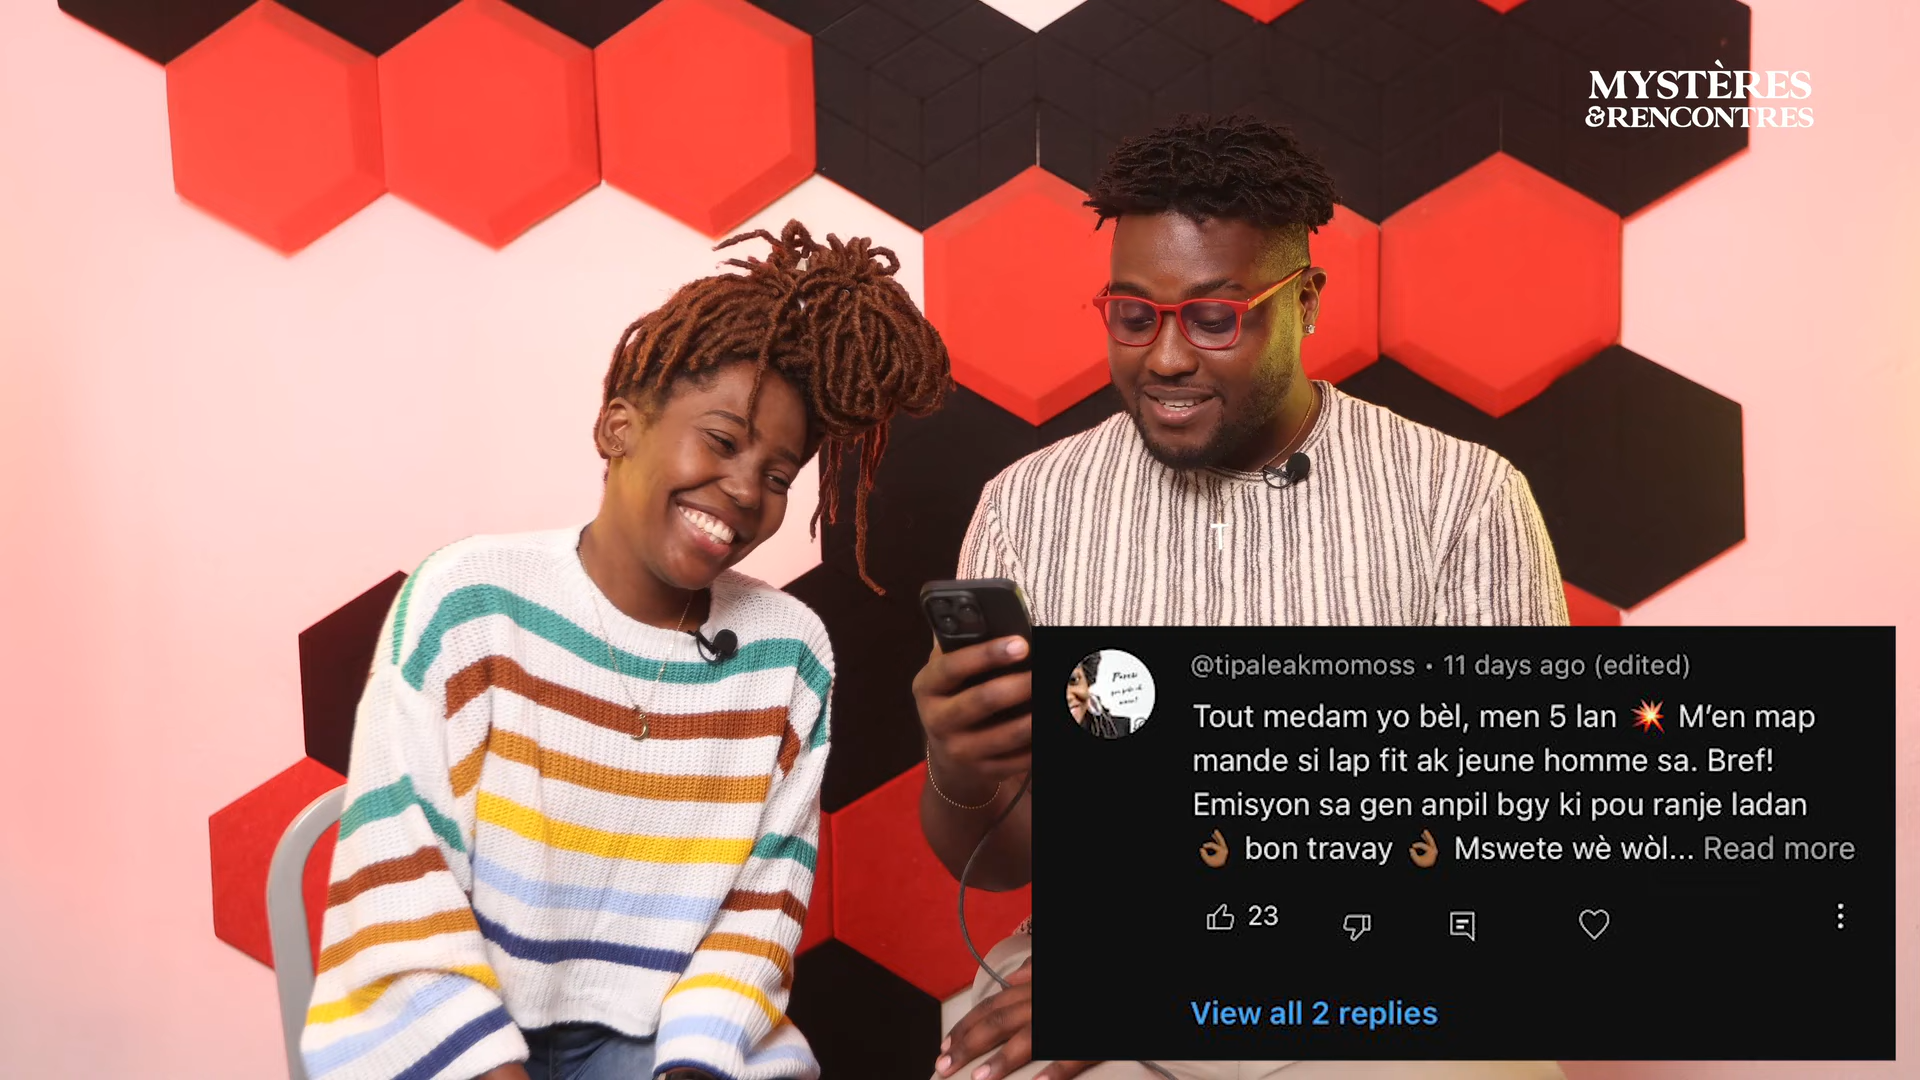 MYSTÈRES
&RENCONTRES
@tipaleakmomoss • 11 days ago (edited)
Tout medam yo bèl, men 5 lan 💥 M’en map
mande si lap fit ak jeune homme sa. Bref!
Emisyon sa gen anpil bgy ki pou ranje ladan
👌🏾 bon travay 👌🏾 Mswete wè wòl... Read more
23
View all 2 replies